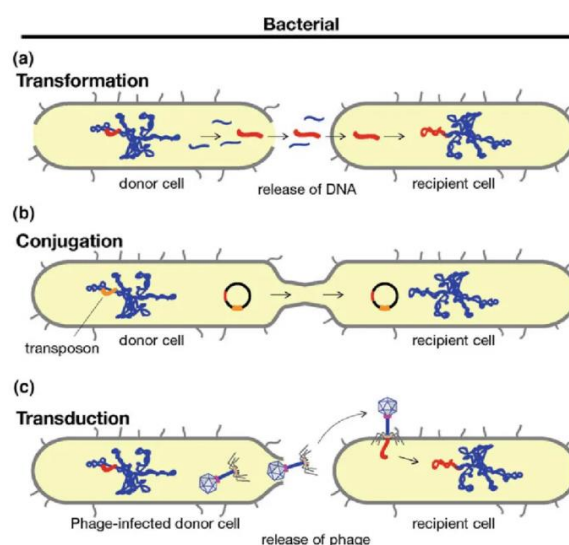 Bacterial
(a)
Transformation
donor cell
release of DNA
recipient cell
(b)
Conjugation
transposon
donor cell
recipient cell
(c)
Transduction
Phage-infected donor cell
release of phage
recipient cell